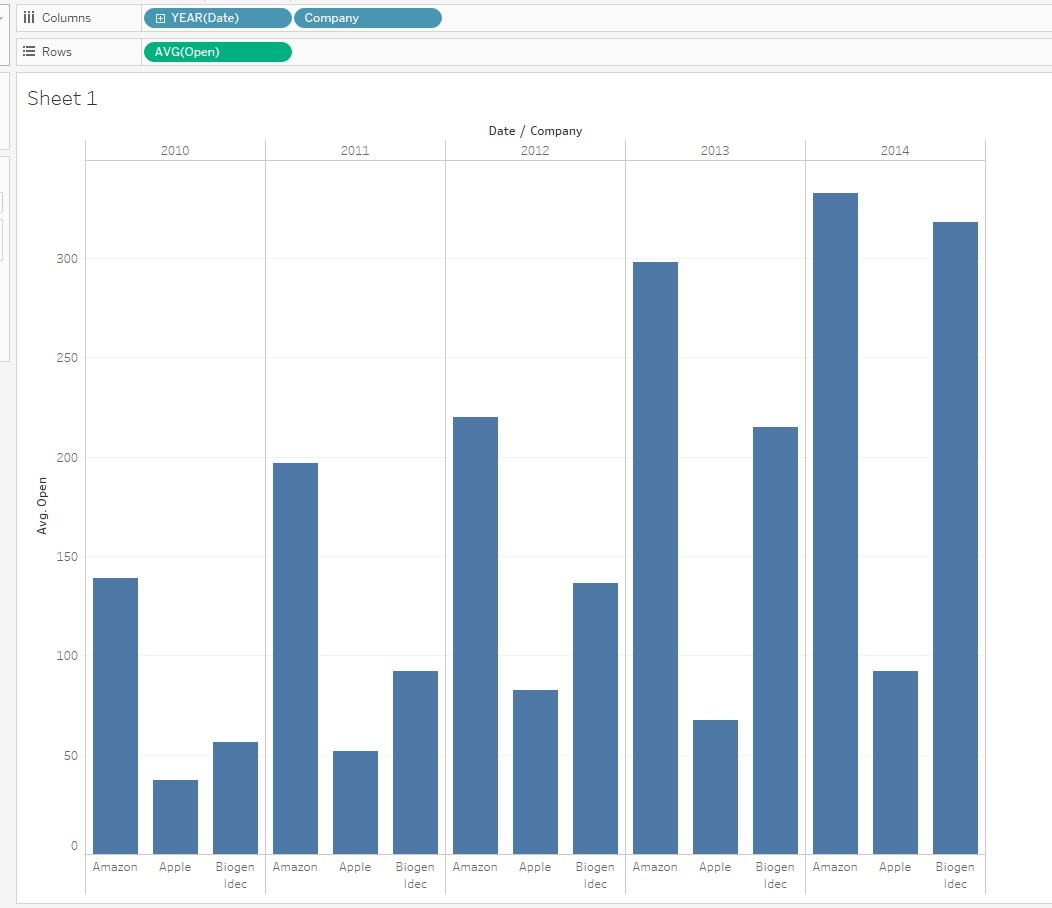 Columns YEAR(Date) Company
Rows AVG(Open)
Sheet 1
Date / Company
2010 2011 2012 2013 2014
300
250
200
150
100
50
0
Avg. Open
Amazon Apple Biogen Idec Amazon Apple Biogen Idec Amazon Apple Biogen Idec Amazon Apple Biogen Idec Amazon Apple Biogen Idec